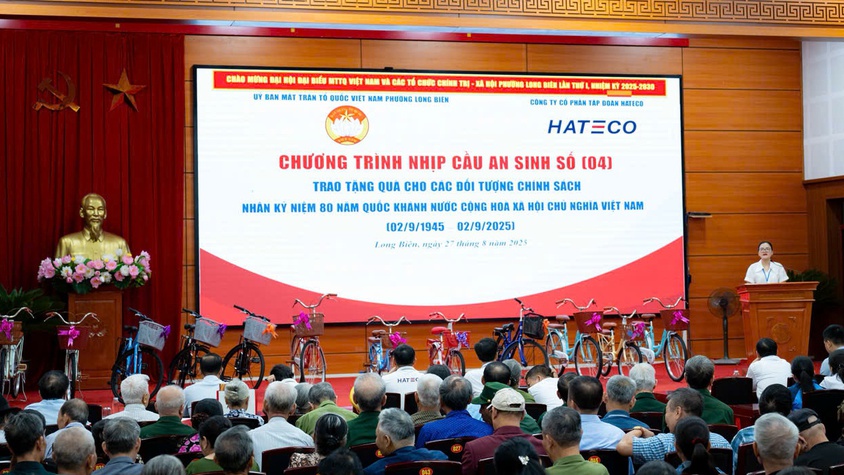 CHÀO MỪNG ĐẠI HỘI ĐẠI BIỂU MTTQ VIỆT NAM VÀ CÁC TỔ CHỨC CHÍNH TRỊ - XÃ HỘI PHƯỜNG LONG BIÊN LẦN THỨ I, NHIỆM KỲ 2025-2030
ỦY BAN MẶT TRẬN TỔ QUỐC VIỆT NAM PHƯỜNG LONG BIÊN
CÔNG TY CỔ PHẦN TẬP ĐOÀN HATECO
HATECO
CHƯƠNG TRÌNH NHỊP CẦU AN SINH SỐ (04)
TRAO TẶNG QUÀ CHO CÁC ĐỐI TƯỢNG CHÍNH SÁCH
NHÂN KỶ NIỆM 80 NĂM QUỐC KHÁNH NƯỚC CỘNG HÒA XÃ HỘI CHỦ NGHĨA VIỆT NAM
(02/9/1945 - 02/9/2025)
Long Biên, ngày 27 tháng 8 năm 2025